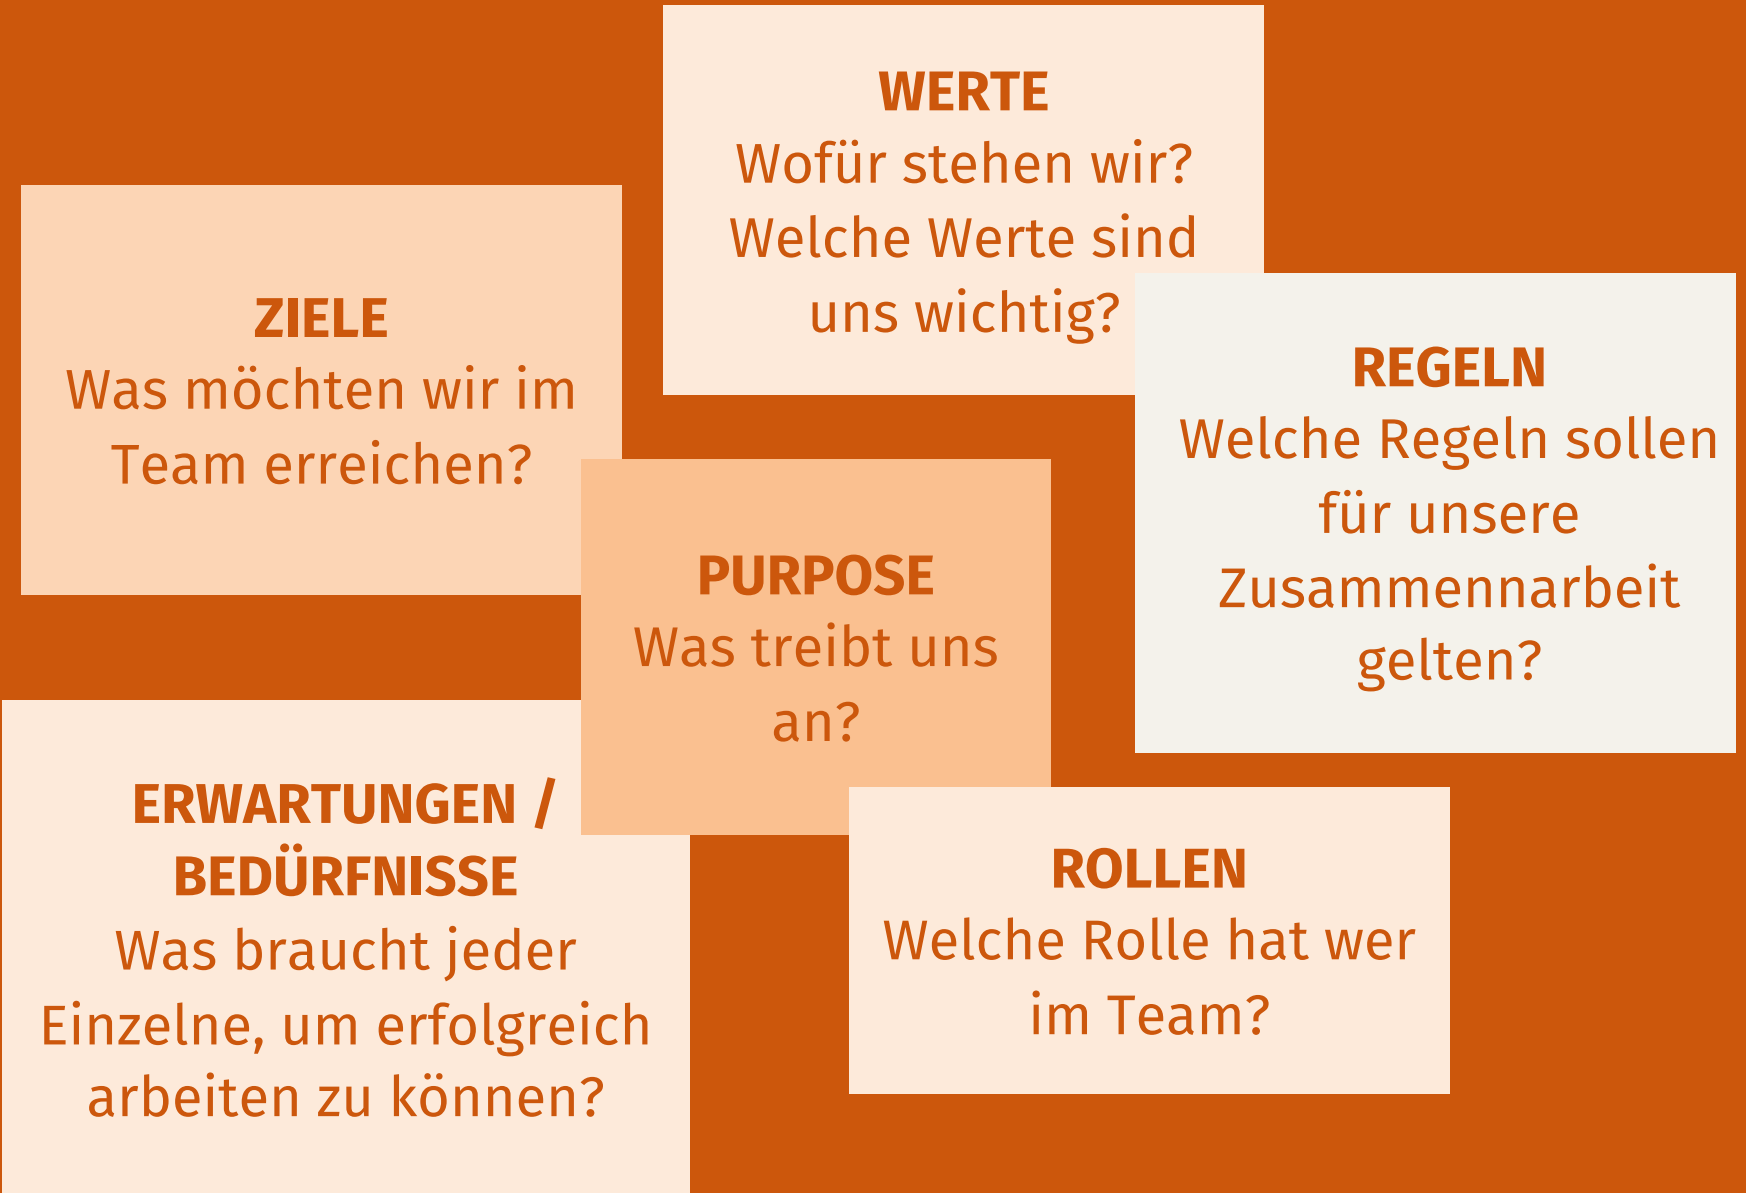 WERTE
Wofür stehen wir?
Welche Werte sind
uns wichtig?
ZIELE
Was möchten wir im
Team erreichen?
REGELN
Welche Regeln sollen
für unsere
Zusammennarbeit
gelten?
PURPOSE
Was treibt uns
an?
ERWARTUNGEN /
BEDÜRFNISSE
Was braucht jeder
Einzelne, um erfolgreich
arbeiten zu können?
ROLLEN
Welche Rolle hat wer
im Team?